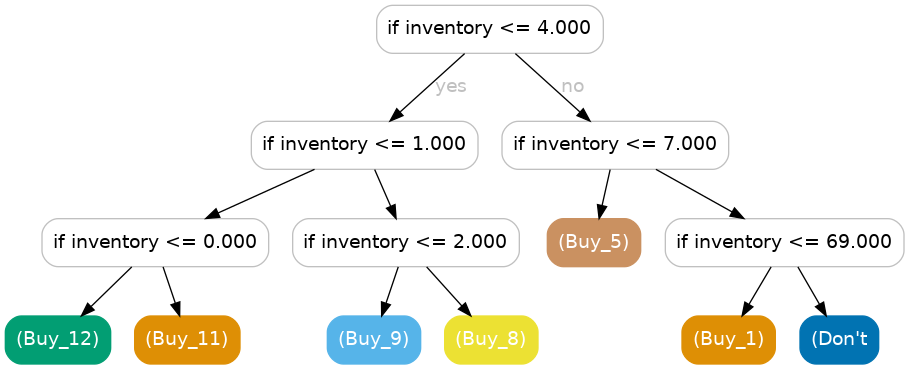 if inventory <= 4.000
yes
no
if inventory <= 1.000
if inventory <= 7.000
if inventory <= 0.000
if inventory <= 2.000
(Buy_5)
if inventory <= 69.000
(Buy_12)
(Buy_11)
(Buy_9)
(Buy_8)
(Buy_1)
(Don't